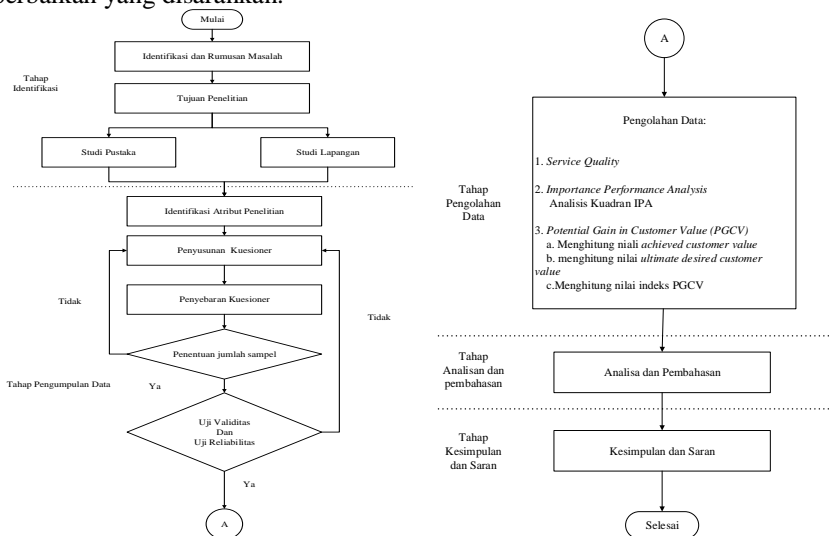 perbaikan yang disarankan.
Mulai
Identifikasi dan Rumusan Masalah
Tahap
Identifikasi
Tujuan Penelitian
Studi Pustaka
Studi Lapangan
Identifikasi Atribut Penelitian
Penyusunan Kuesioner
Penyebaran Kuesioner
Tidak
Tidak
Penentuan jumlah sampel
Tahap Pengumpulan Data
Ya
Uji Validitas
Dan
Uji Reliabilitas
Ya
A
A
Pengolahan Data:
1. Service Quality
2. Importance Performance Analysis
Analisis Kuadran IPA
3. Potential Gain in Customer Value (PGCV)
a. Menghitung niali achieved customer value
b. menghitung nilai ultimate desired customer
value
c.Menghitung nilai indeks PGCV
Tahap
Pengolahan
Data
Tahap
Analisan dan
pembahasan
Analisa dan Pembahasan
Tahap
Kesimpulan
dan Saran
Kesimpulan dan Saran
Selesai